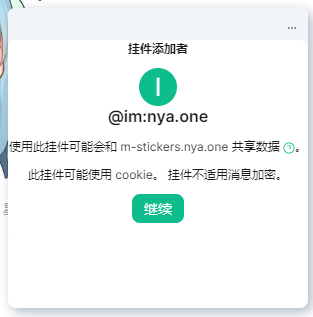 ...
挂件添加者
I
@im:nya.one
使用此挂件可能会和 m-stickers.nya.one 共享数据 ?。
此挂件可能使用 cookie。 挂件不适用消息加密。
继续